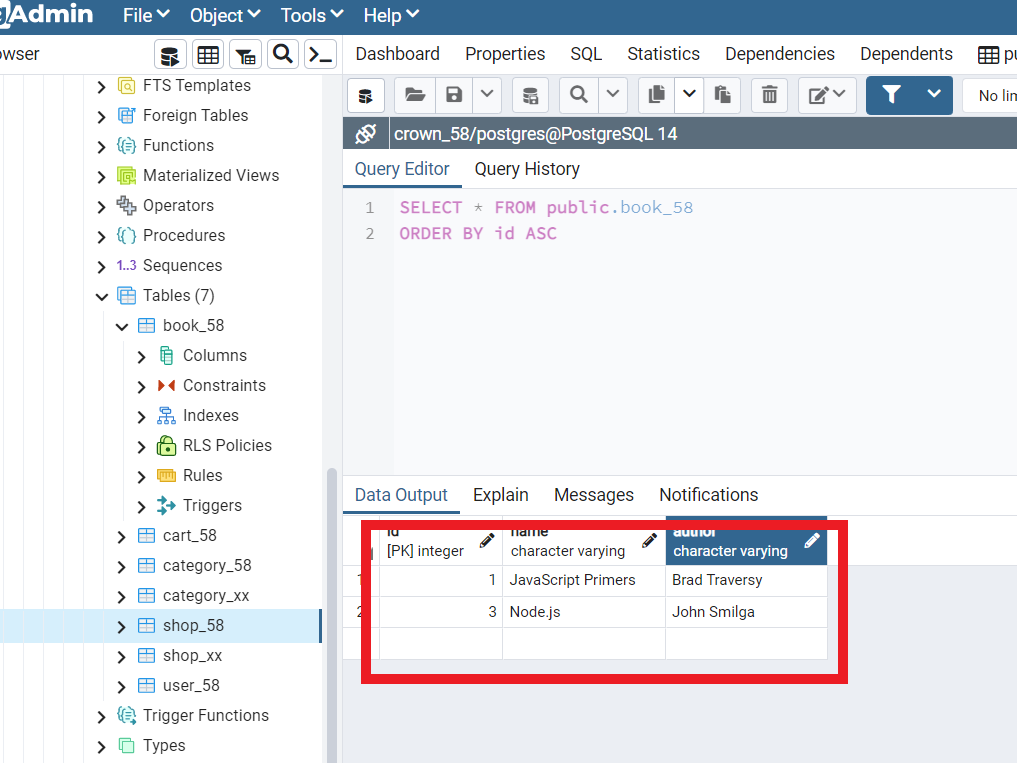 gAdmin File Object Tools Help
owser
Dashboard Properties SQL Statistics Dependencies Dependents
No lim
FTS Templates
Foreign Tables
Functions
Materialized Views
Operators
Procedures
1..3 Sequences
Tables (7)
book_58
Columns
Constraints
Indexes
RLS Policies
Rules
Triggers
cart_58
category_58
category_xx
shop_58
shop_xx
user_58
Trigger Functions
Types
crown_58/postgres@PostgreSQL 14
Query Editor Query History
1 SELECT * FROM public.book_58
2 ORDER BY id ASC
Data Output Explain Messages Notifications
id name author
[PK] integer character varying character varying
1 1 JavaScript Primers Brad Traversy
2 3 Node.js John Smilga